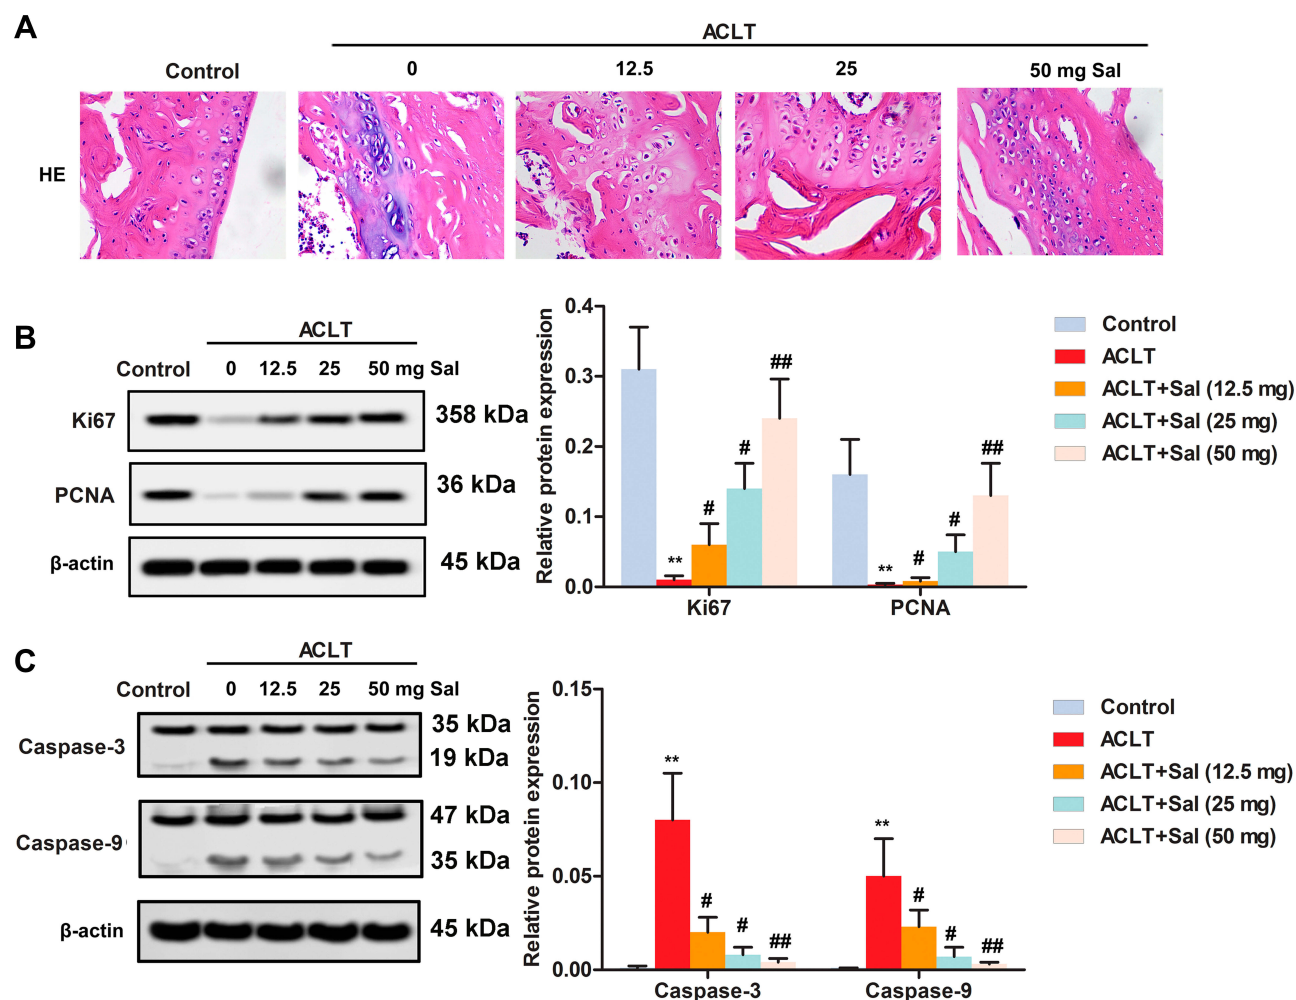 A
ACLT
Control 0 12.5 25 50 mg Sal
HE
B
ACLT
Control 0 12.5 25 50 mg Sal
Ki67 358 kDa
PCNA 36 kDa
β-actin 45 kDa
Relative protein expression
0.4
0.3
0.2
0.1
0.0
** # # ##
** # # ##
Ki67 PCNA
Control
ACLT
ACLT+Sal (12.5 mg)
ACLT+Sal (25 mg)
ACLT+Sal (50 mg)
C
ACLT
Control 0 12.5 25 50 mg Sal
Caspase-3 35 kDa
19 kDa
Caspase-9 47 kDa
35 kDa
β-actin 45 kDa
Relative protein expression
0.15
0.10
0.05
0.00
** # # ##
** # # ##
Caspase-3 Caspase-9
Control
ACLT
ACLT+Sal (12.5 mg)
ACLT+Sal (25 mg)
ACLT+Sal (50 mg)